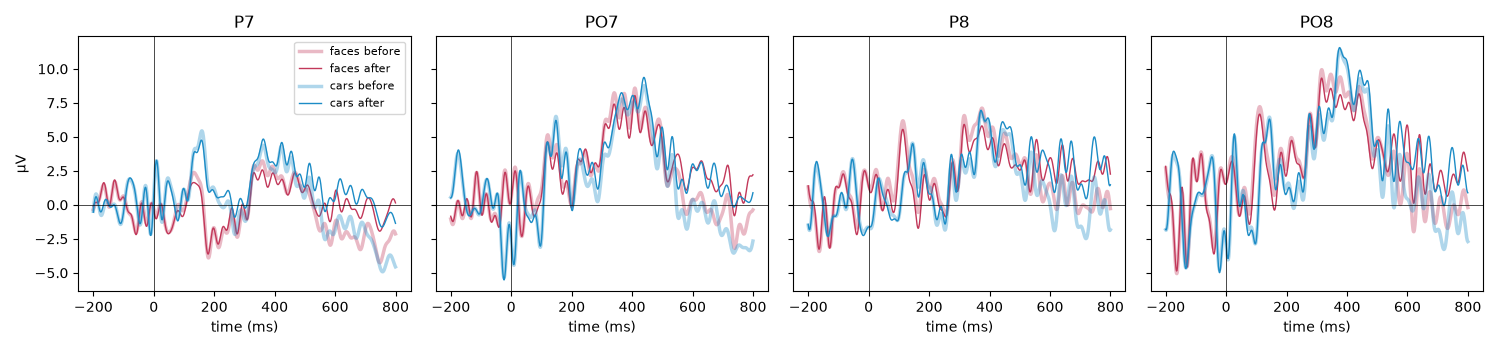 P7
PO7
P8
PO8
faces before
faces after
cars before
cars after
µV
10.0
7.5
5.0
2.5
0.0
−2.5
−5.0
−200 0 200 400 600 800
−200 0 200 400 600 800
−200 0 200 400 600 800
−200 0 200 400 600 800
time (ms)
time (ms)
time (ms)
time (ms)